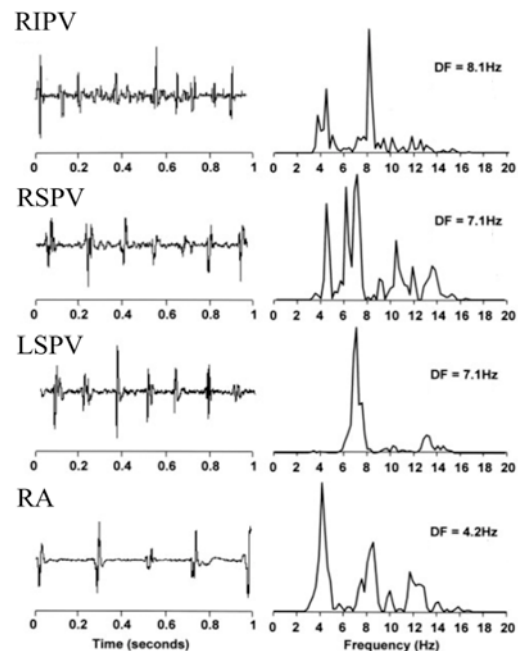 RIPV
DF = 8.1Hz
0 0.2 0.4 0.6 0.8 1
0 2 4 6 8 10 12 14 16 18 20
RSPV
DF = 7.1Hz
0 0.2 0.4 0.6 0.8 1
0 2 4 6 8 10 12 14 16 18 20
LSPV
DF = 7.1Hz
0 0.2 0.4 0.6 0.8 1
0 2 4 6 8 10 12 14 16 18 20
RA
DF = 4.2Hz
0 0.2 0.4 0.6 0.8 1
0 2 4 6 8 10 12 14 16 18 20
Time (seconds)
Frequency (Hz)